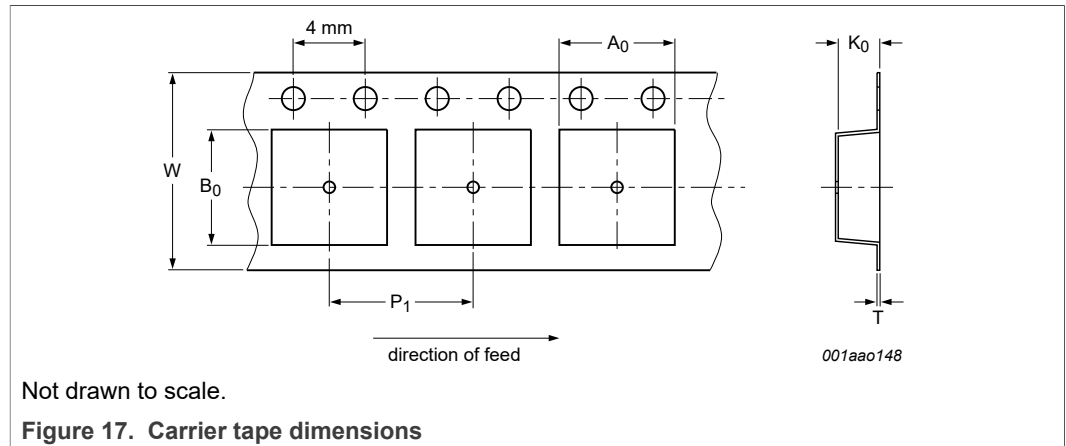 4 mm
A0
K0
W
B0
P1
T
direction of feed
001aao148
Not drawn to scale.
Figure 17. Carrier tape dimensions